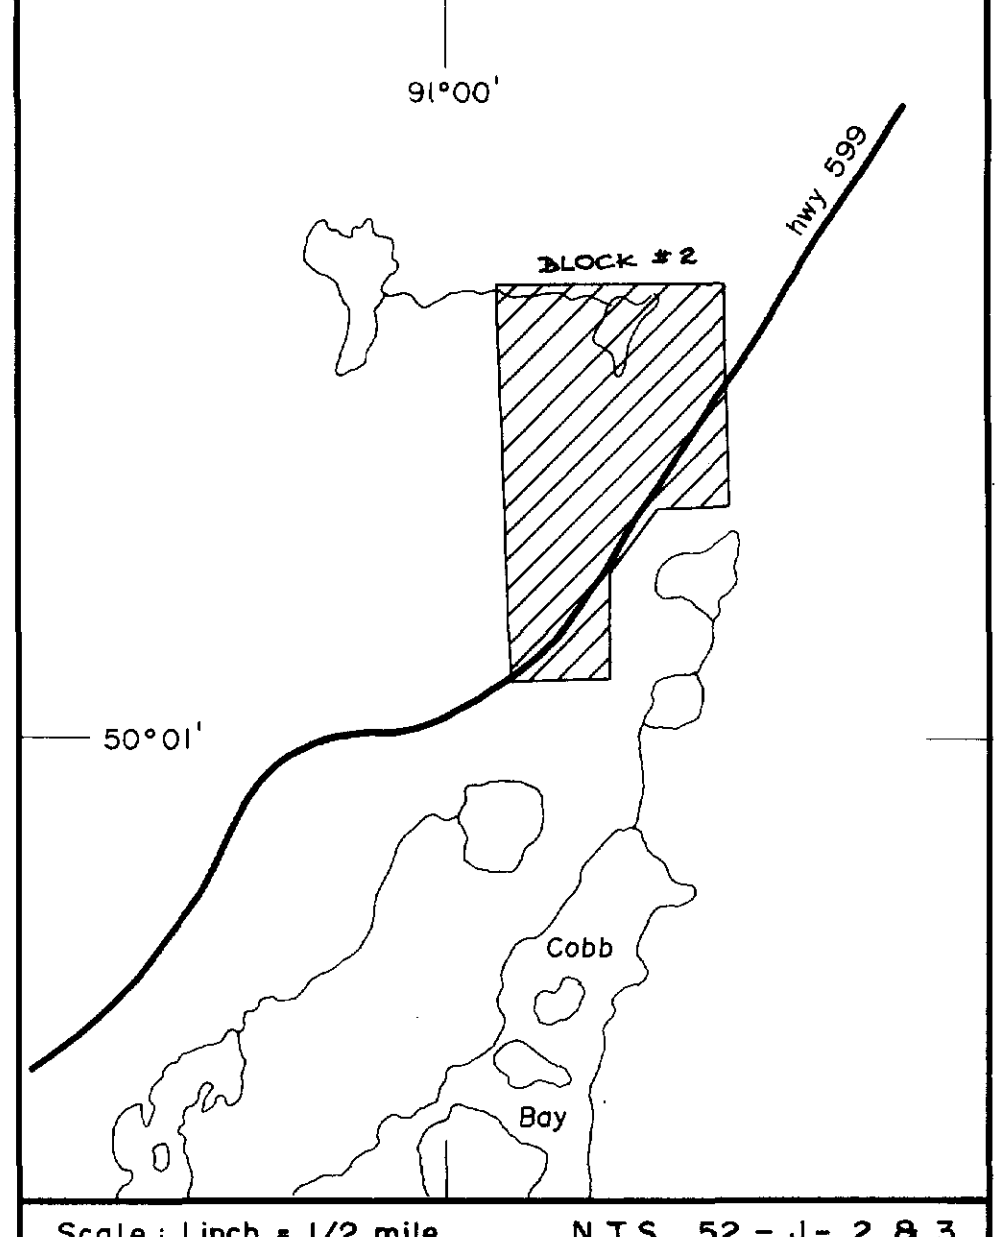 91°00'
hwy 599
BLOCK #2
50°01'
Cobb
Bay
Scale: 1 inch = 1/2 mile N.T.S. 52-J-2 & 3